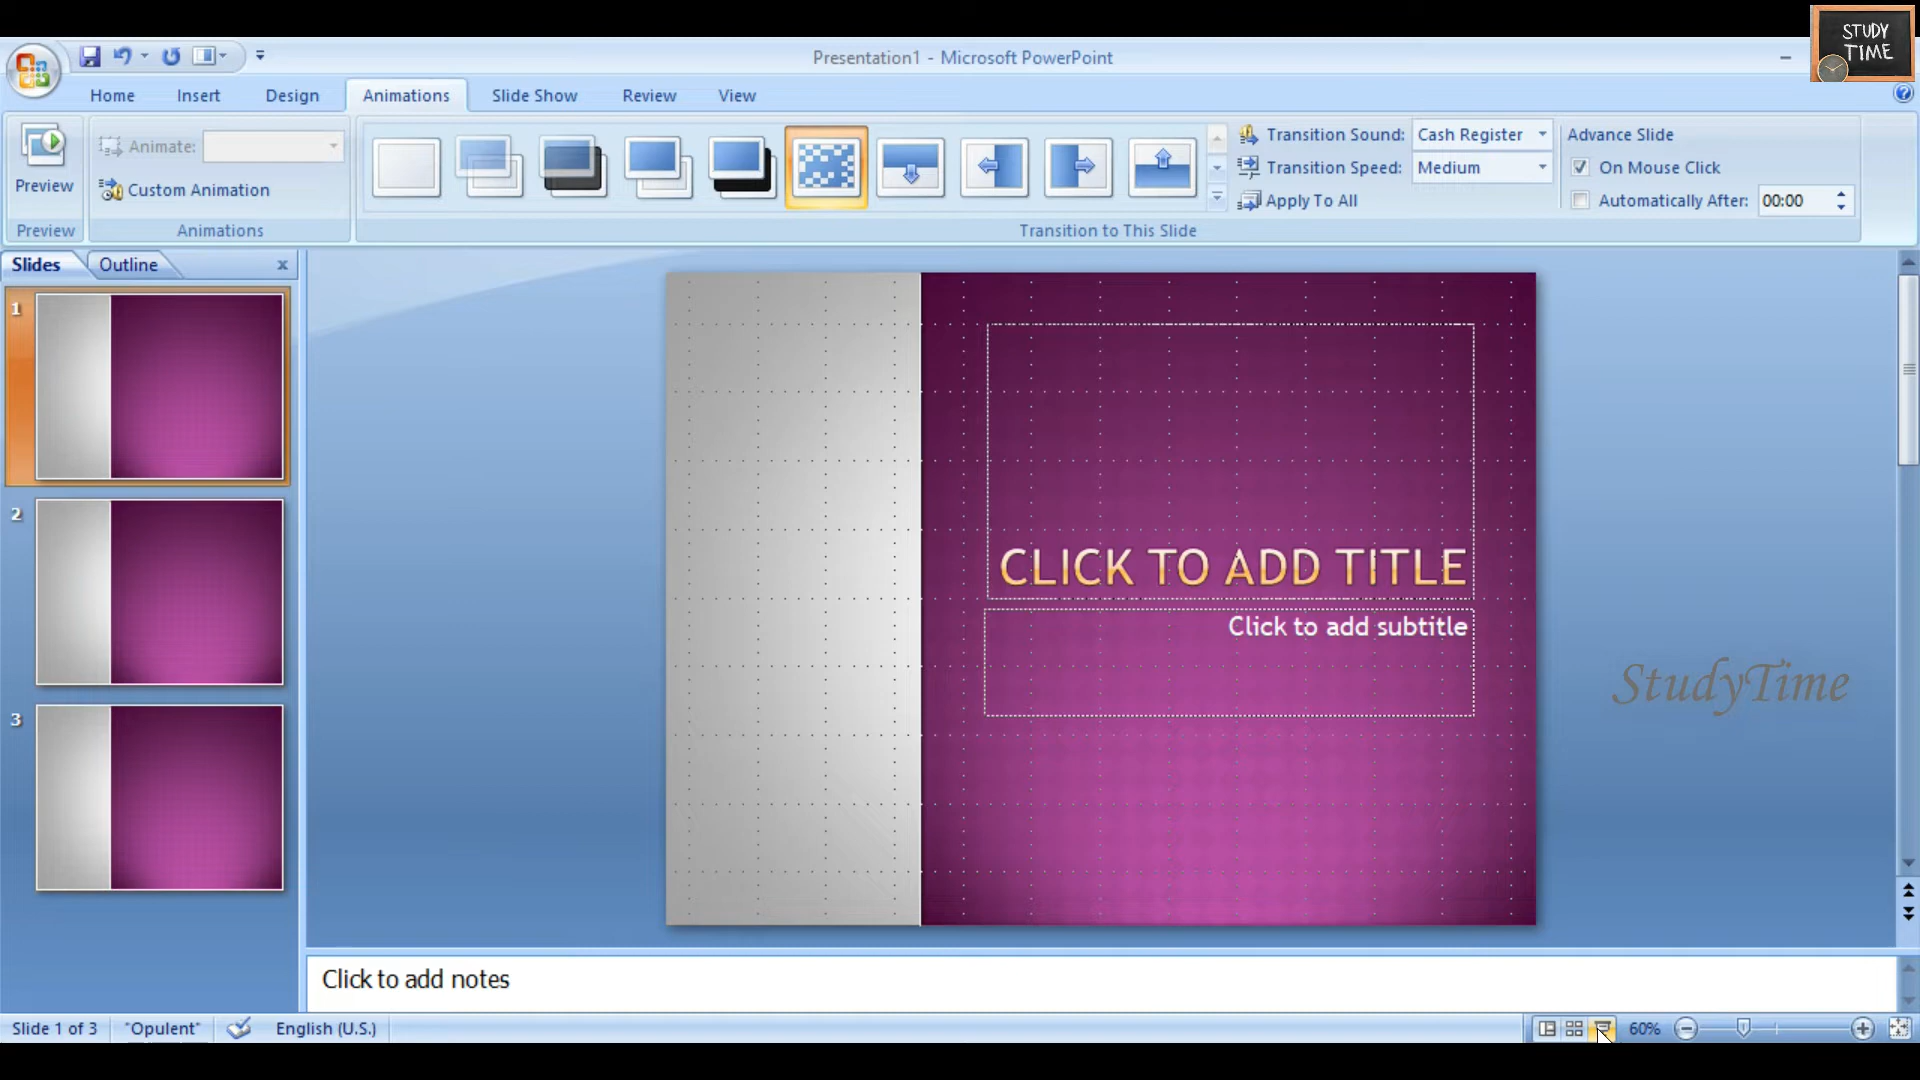 STUDY
TIME
Presentation1 - Microsoft PowerPoint
Home Insert Design Animations Slide Show Review View
Preview
Animate:
Custom Animation
Transition Sound: Cash Register
Transition Speed: Medium
Apply To All
Advance Slide
On Mouse Click
Automatically After: 00:00
Preview Animations Transition to This Slide
Slides Outline
1
2
3
CLICK TO ADD TITLE
Click to add subtitle
StudyTime
Click to add notes
Slide 1 of 3 "Opulent" English (U.S.) 60%